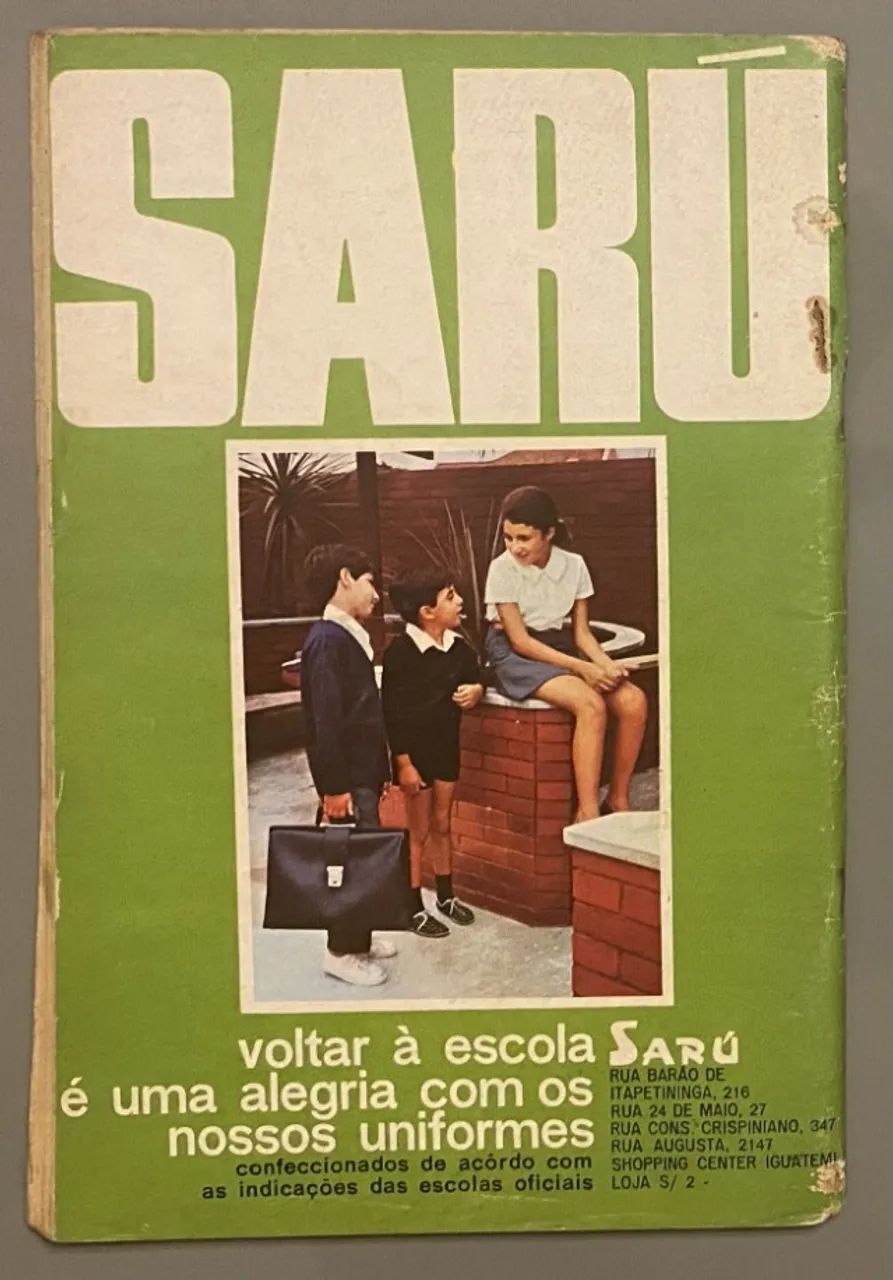 SARÚ
voltar à escola
é uma alegria com os
nossos uniformes
confeccionados de acôrdo com
as indicações das escolas oficiais
SARÚ
RUA BARÃO DE
ITAPETININGA, 216
RUA 24 DE MAIO, 27
RUA CONS. CRISPINIANO, 347
RUA AUGUSTA, 2147
SHOPPING CENTER IGUATEMI
LOJA S/ 2 -